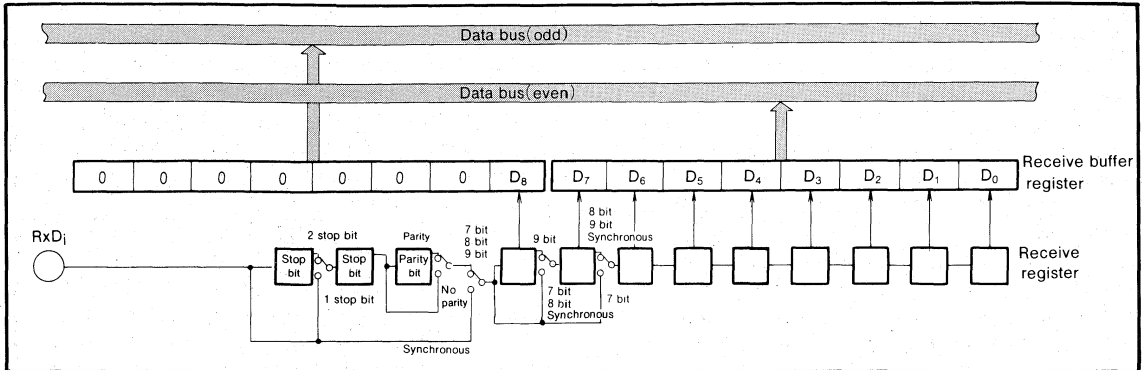 Data bus(odd)
Data bus(even)
0 0 0 0 0 0 0 D8 D7 D6 D5 D4 D3 D2 D1 D0
Receive buffer
register
RxDi
2 stop bit
Parity
7 bit
8 bit
9 bit
9 bit
8 bit
9 bit
Synchronous
Stop
bit
Stop
bit
Parity
bit
Receive
register
1 stop bit
No
parity
7 bit
8 bit
Synchronous
7 bit
Synchronous